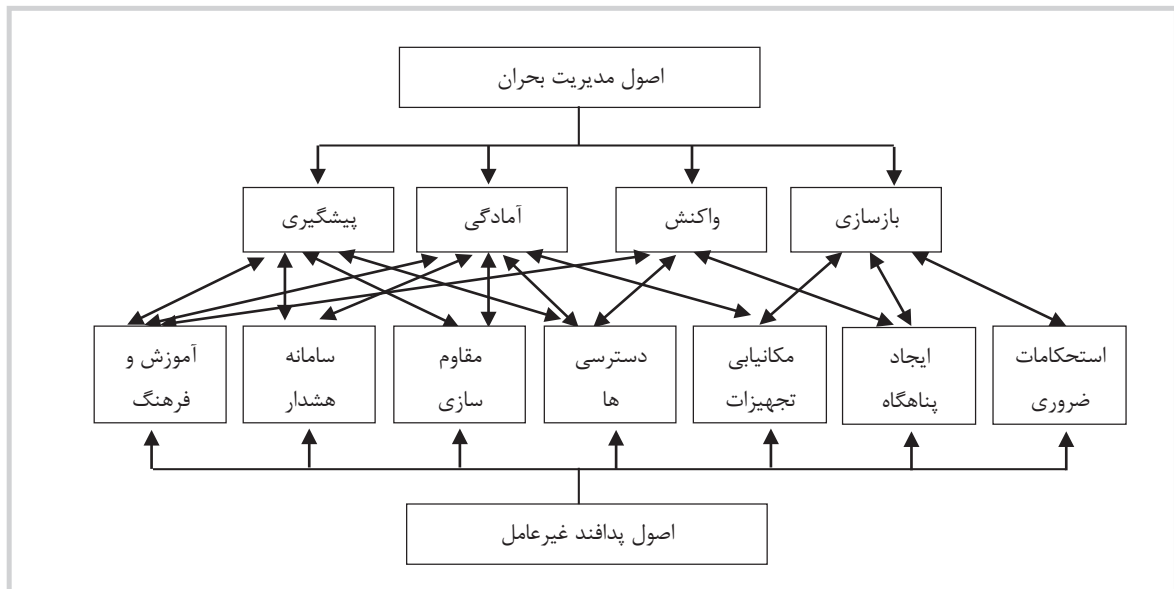 اصول مدیریت بحران
پیشگیری
آمادگی
واکنش
بازسازی
آموزش و
فرهنگ
سامانه
هشدار
مقاوم
سازی
دسترسی
ها
مکانیابی
تجهیزات
ایجاد
پناهگاه
استحکامات
ضروری
اصول پدافند غیرعامل